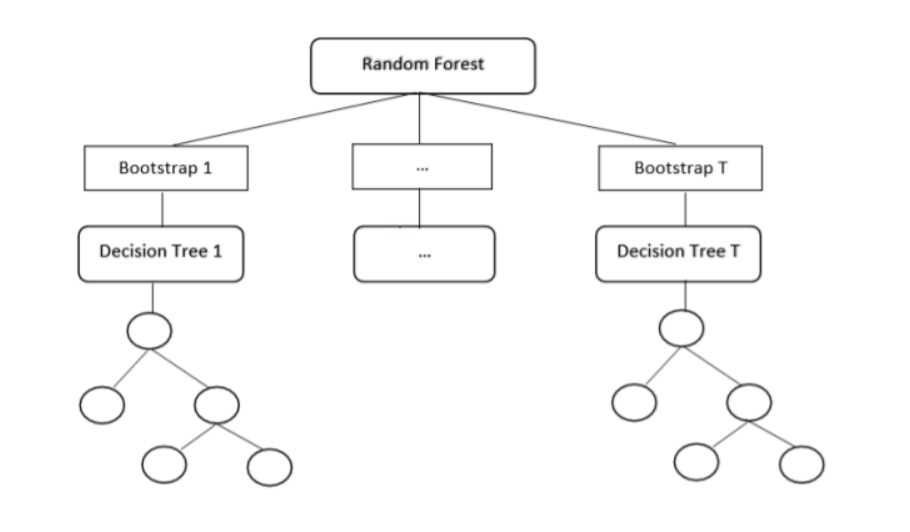 Random Forest
Bootstrap 1
...
Bootstrap T
Decision Tree 1
...
Decision Tree T